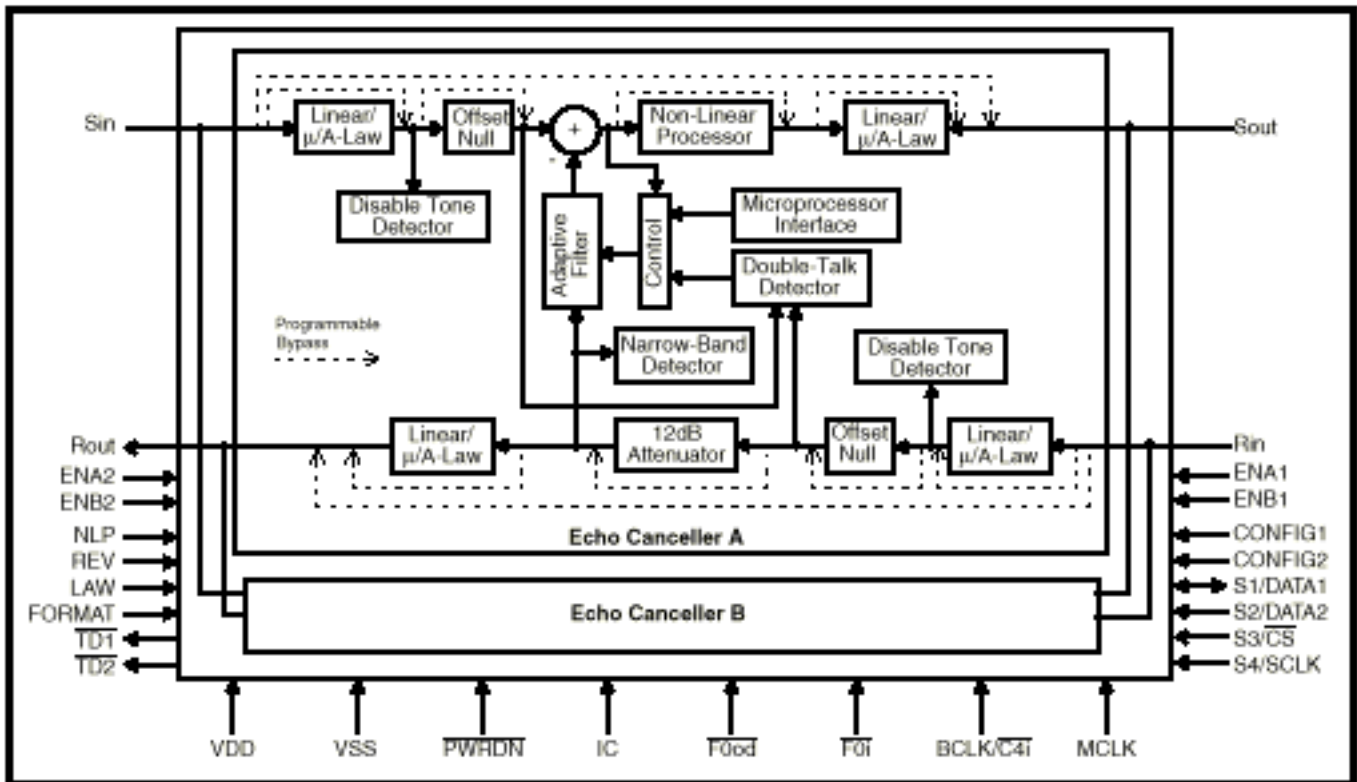 Sin
Linear/
µ/A-Law
Offset
Null
+
-
Non-Linear
Processor
Linear/
µ/A-Law
Sout
Disable Tone
Detector
Adaptive
Filter
Control
Microprocessor
Interface
Double-Talk
Detector
Programmable
Bypass
Narrow-Band
Detector
Disable Tone
Detector
Rout
Linear/
µ/A-Law
12dB
Attenuator
Offset
Null
Linear/
µ/A-Law
Rin
ENA2
ENB2
NLP
REV
LAW
FORMAT
TD1
TD2
ENA1
ENB1
CONFIG1
CONFIG2
S1/DATA1
S2/DATA2
S3/CS
S4/SCLK
Echo Canceller A
Echo Canceller B
VDD
VSS
PWRDN
IC
F0od
F0i
BCLK/C4i
MCLK